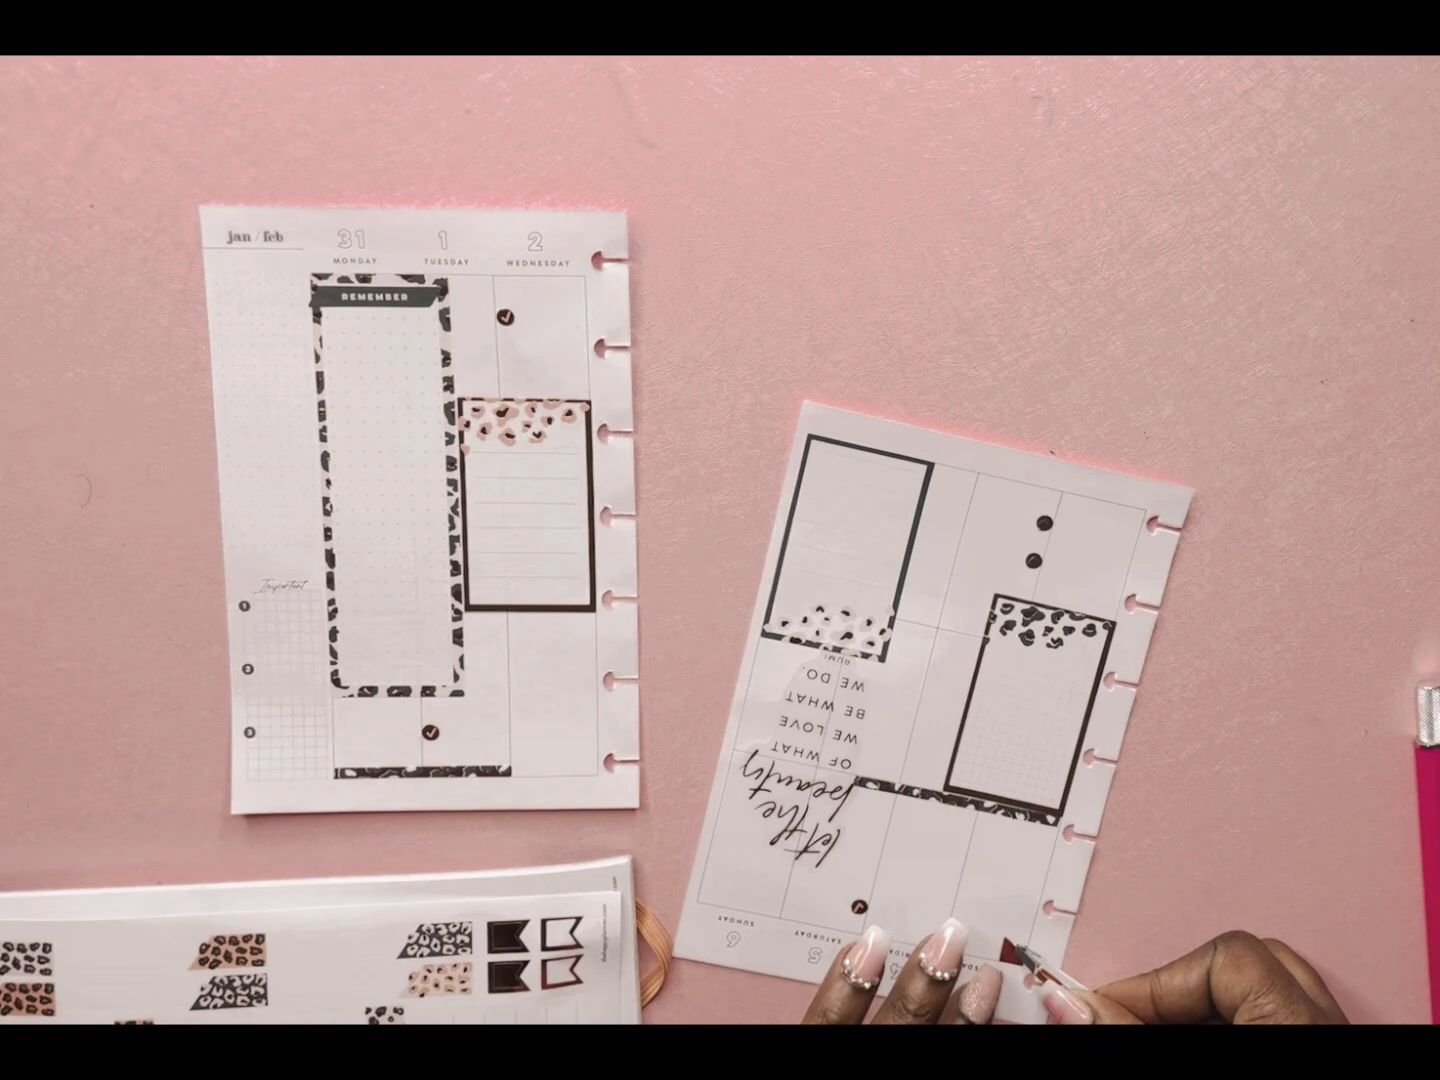 jan / feb
31 1 2
MONDAY TUESDAY WEDNESDAY
REMEMBER
Important
1
2
3
let the
beauty
OF WHAT
WE LOVE
BE WHAT
WE DO.
RUMI
SATURDAY SUNDAY
4 5 6